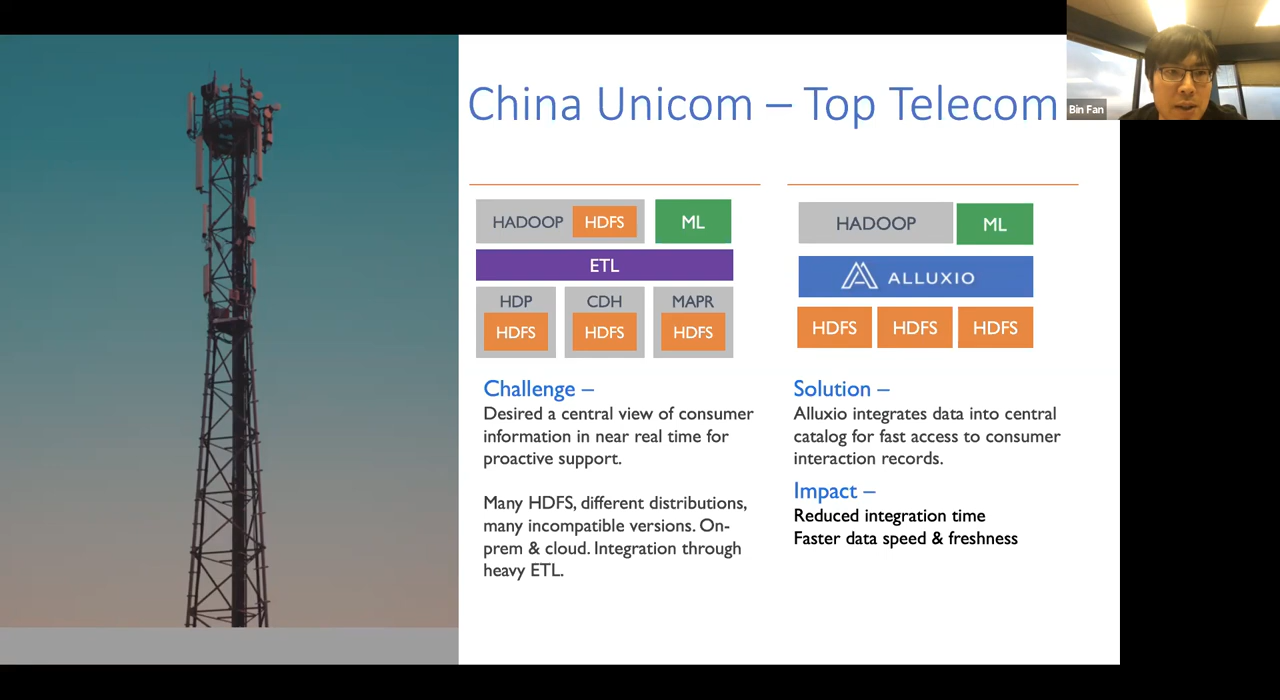 China Unicom – Top Telecom
Bin Fan
HADOOP HDFS ML
ETL
HDP CDH MAPR
HDFS HDFS HDFS
Challenge –
Desired a central view of consumer
information in near real time for
proactive support.
Many HDFS, different distributions,
many incompatible versions. On-
prem & cloud. Integration through
heavy ETL.
HADOOP ML
ALLUXIO
HDFS HDFS HDFS
Solution –
Alluxio integrates data into central
catalog for fast access to consumer
interaction records.
Impact –
Reduced integration time
Faster data speed & freshness